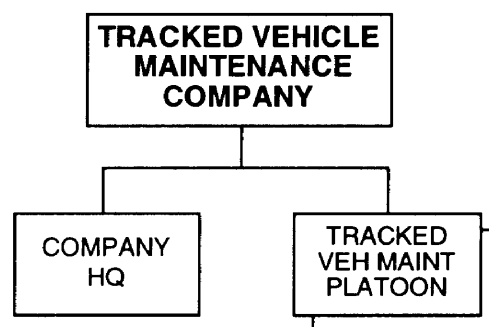 TRACKED VEHICLE
MAINTENANCE
COMPANY
COMPANY
HQ
TRACKED
VEH MAINT
PLATOON